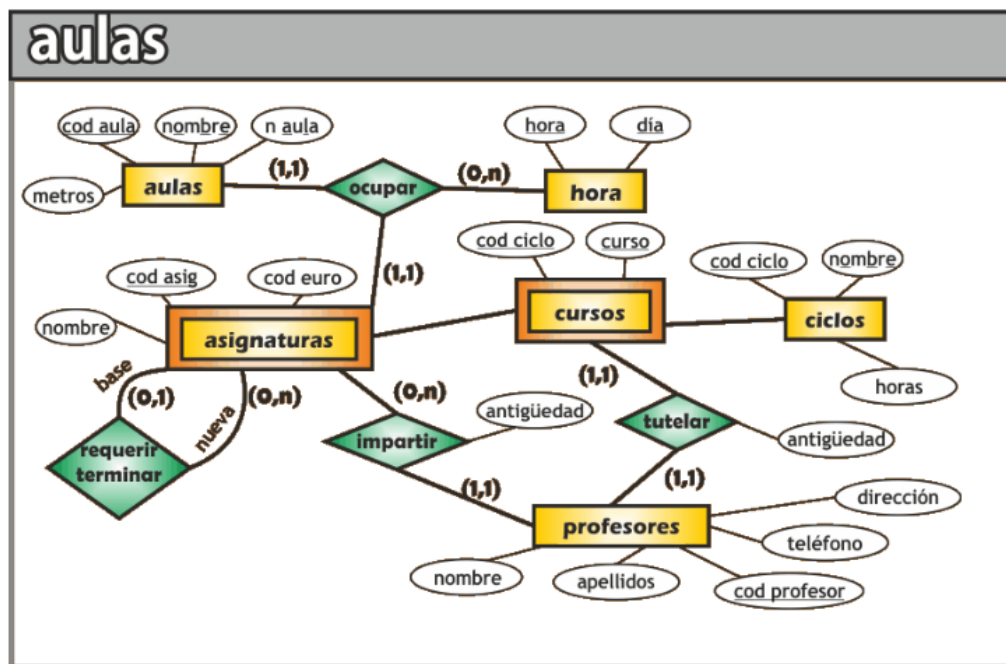 aulas
cod aula
nombre
n aula
hora
día
(1,1)
(0,n)
metros
aulas
ocupar
hora
cod ciclo
curso
cod ciclo
nombre
cod asig
cod euro
(1,1)
nombre
asignaturas
cursos
ciclos
base
(0,1)
(0,n)
nueva
(0,n)
(1,1)
horas
antigüedad
requerir
terminar
impartir
tutelar
antigüedad
(1,1)
(1,1)
dirección
profesores
teléfono
nombre
apellidos
cod profesor